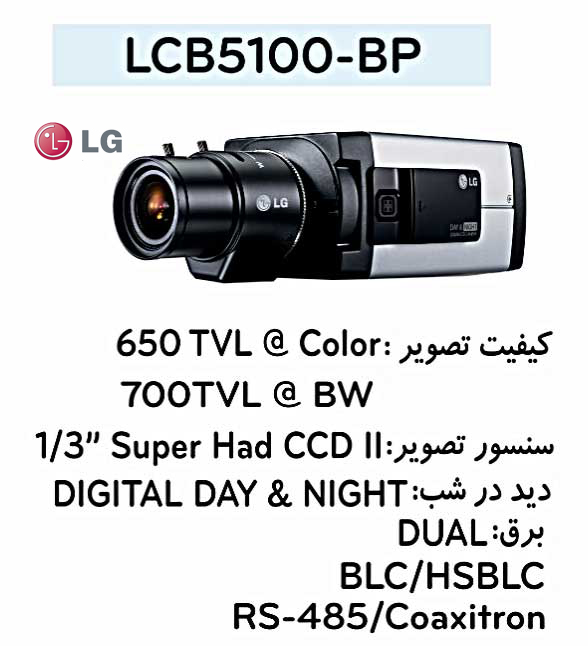 LCB5100-BP
LG
LG
LG
DAY & NIGHT
کیفیت تصویر: 650 TVL @ Color
700TVL @ BW
سنسور تصویر: 1/3” Super Had CCD II
دید در شب: DIGITAL DAY & NIGHT
برق: DUAL
BLC/HSBLC
RS-485/Coaxitron